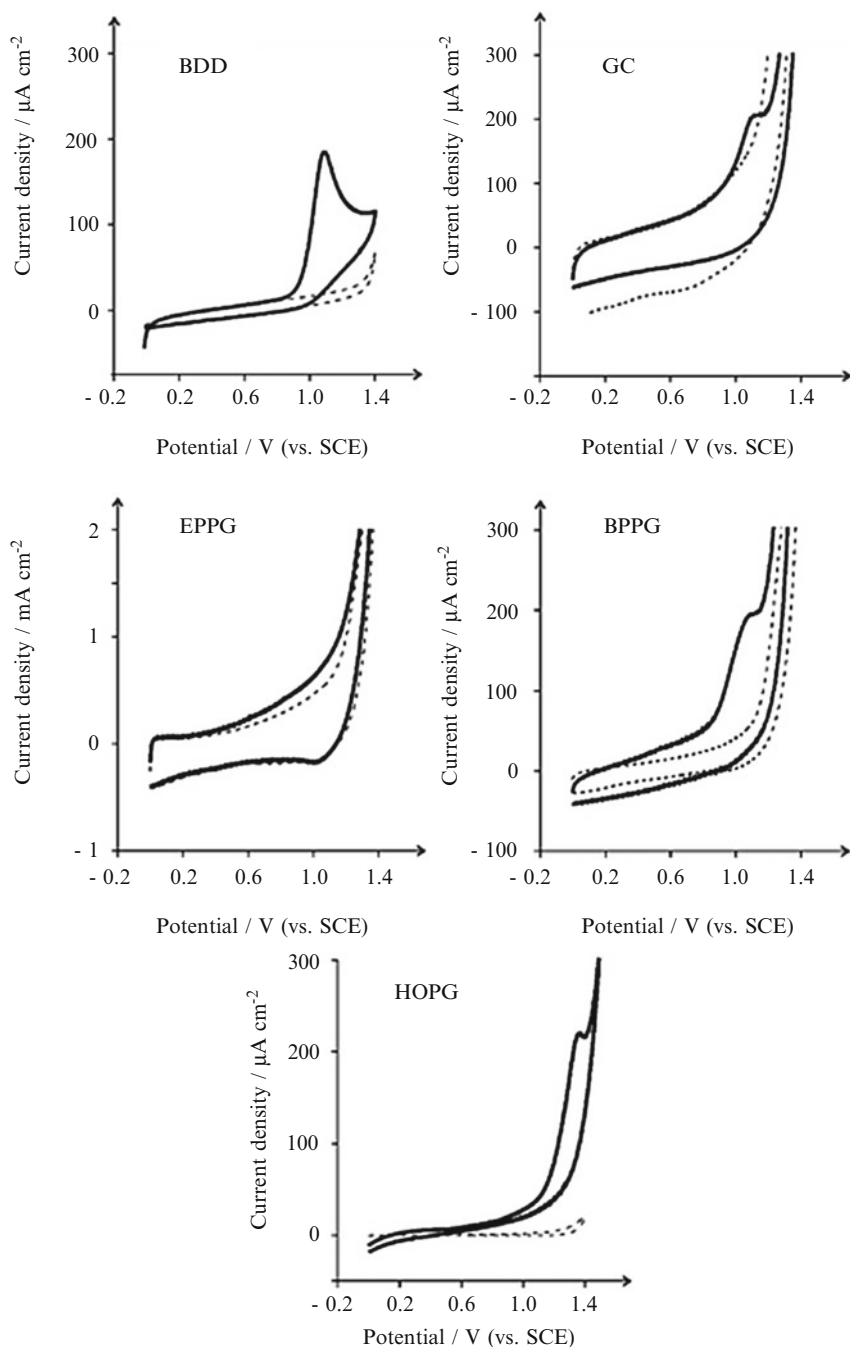 BDD
Current density / µA cm-2
300
200
100
0
- 0.2 0.2 0.6 1.0 1.4
Potential / V (vs. SCE)
GC
Current density / µA cm-2
300
200
100
0
- 100
- 0.2 0.2 0.6 1.0 1.4
Potential / V (vs. SCE)
EPPG
Current density / mA cm-2
2
1
0
- 1
- 0.2 0.2 0.6 1.0 1.4
Potential / V (vs. SCE)
BPPG
Current density / µA cm-2
300
200
100
0
- 100
- 0.2 0.2 0.6 1.0 1.4
Potential / V (vs. SCE)
HOPG
Current density / µA cm-2
300
200
100
0
- 0.2 0.2 0.6 1.0 1.4
Potential / V (vs. SCE)